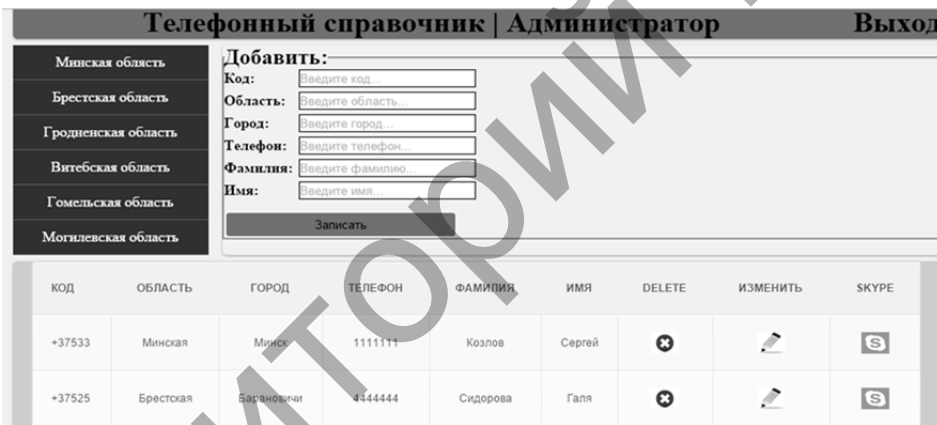 Телефонный справочник | Администратор Выход
Минская облясть
Брестская область
Гродненская область
Витебская область
Гомельская область
Могилевская область
Добавить:
Код: Введите код...
Область: Введите область...
Город: Введите город...
Телефон: Введите телефон...
Фамилия: Введите фамилию...
Имя: Введите имя...
Записать
КОД ОБЛАСТЬ ГОРОД ТЕЛЕФОН ФАМИЛИЯ ИМЯ DELETE ИЗМЕНИТЬ SKYPE
+37533 Минская Минск 1111111 Козлов Сергей
+37525 Брестская Барановичи 4444444 Сидорова Галя